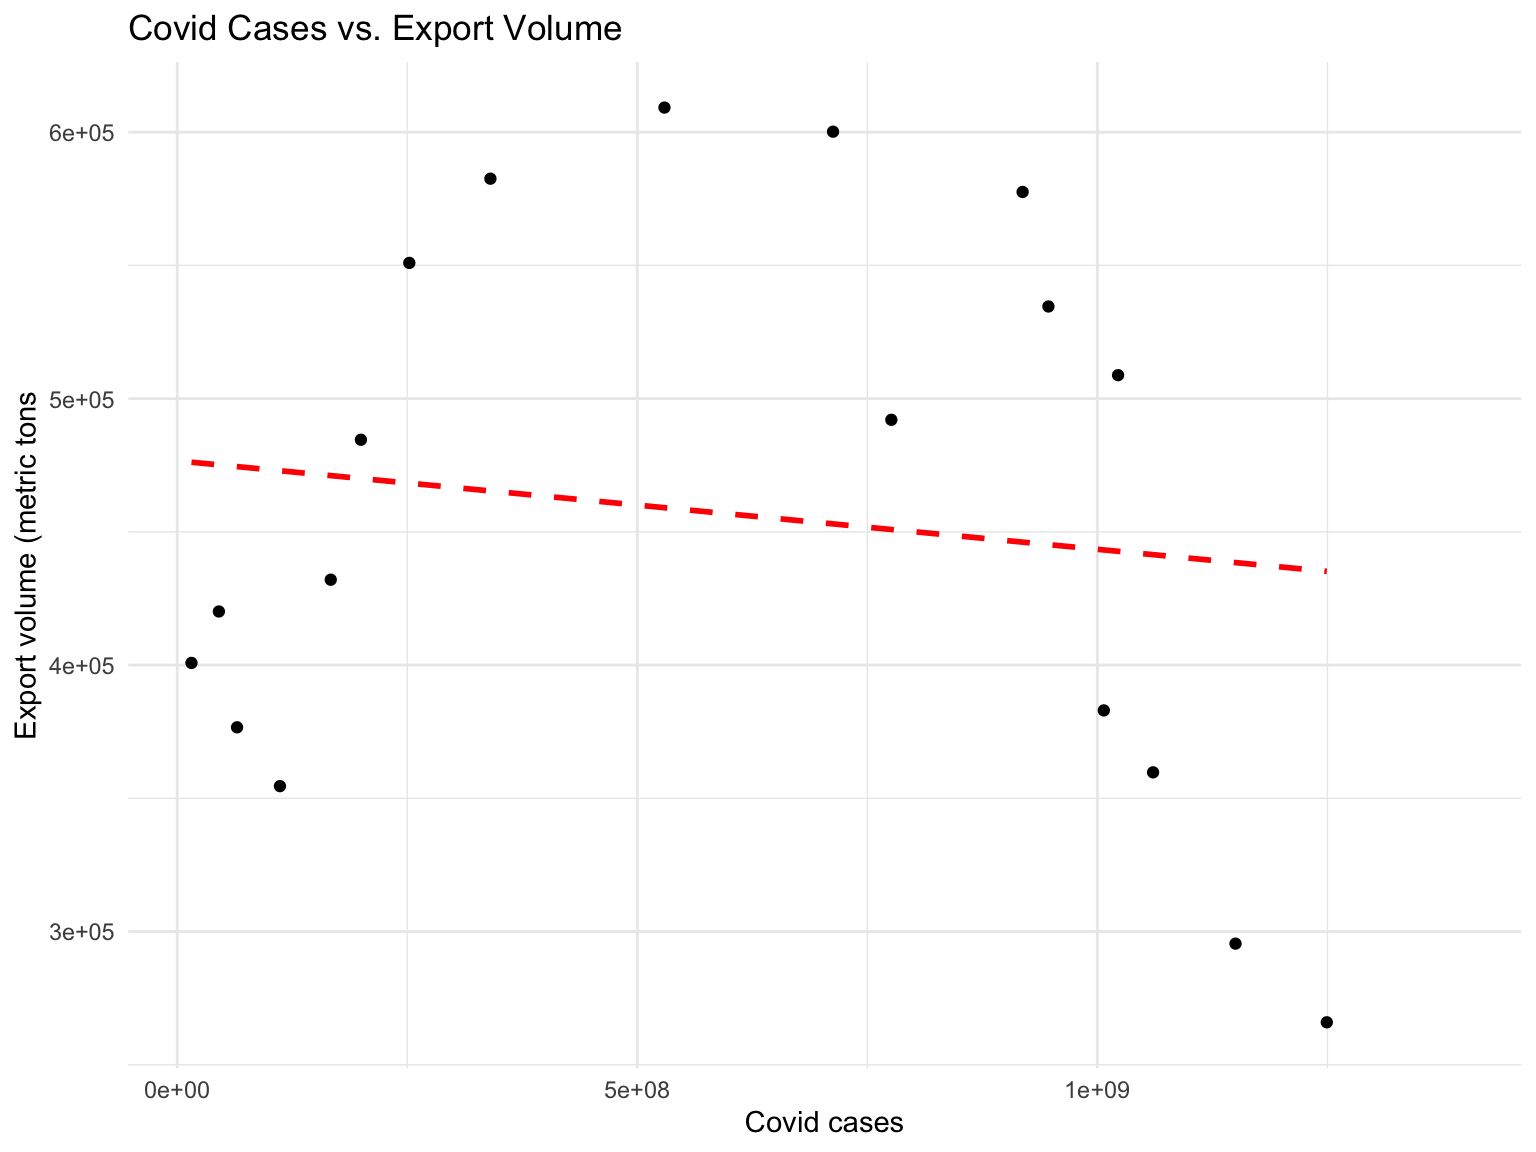 Covid Cases vs. Export Volume
Export volume (metric tons
6e+05
5e+05
4e+05
3e+05
0e+00
5e+08
1e+09
Covid cases